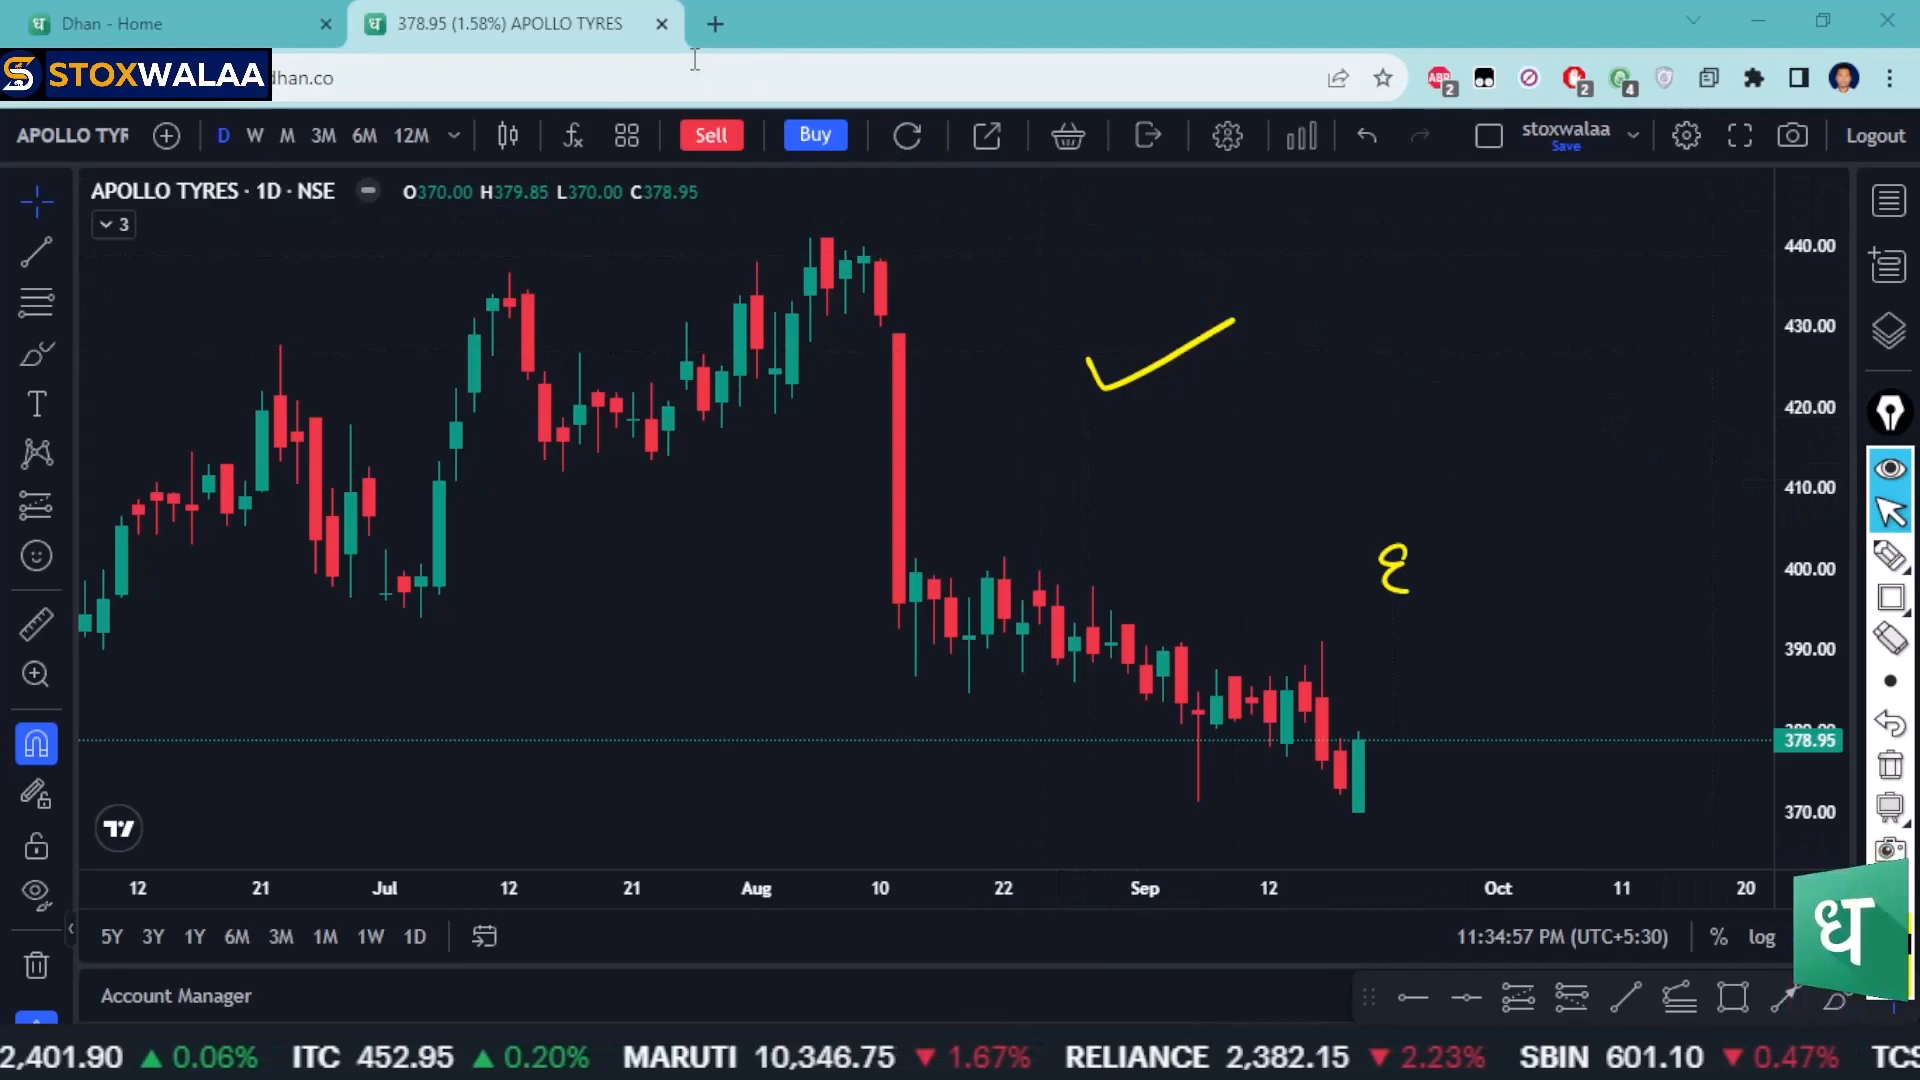 Dhan - Home
378.95 (1.58%) APOLLO TYRES
STOXWALAA
dhan.co
ABP 2 2 4
APOLLO TYR D W M 3M 6M 12M Sell Buy stoxwalaa Save Logout
APOLLO TYRES · 1D · NSE O370.00 H379.85 L370.00 C378.95
3
440.00
430.00
420.00
410.00
400.00
390.00
378.95
370.00
12 21 Jul 12 21 Aug 10 22 Sep 12 Oct 11 20
5Y 3Y 1Y 6M 3M 1M 1W 1D 11:34:57 PM (UTC+5:30) % log
ध
Account Manager
2,401.90 ▲ 0.06% ITC 452.95 ▲ 0.20% MARUTI 10,346.75 ▼ 1.67% RELIANCE 2,382.15 ▼ 2.23% SBIN 601.10 ▼ 0.47% TCS